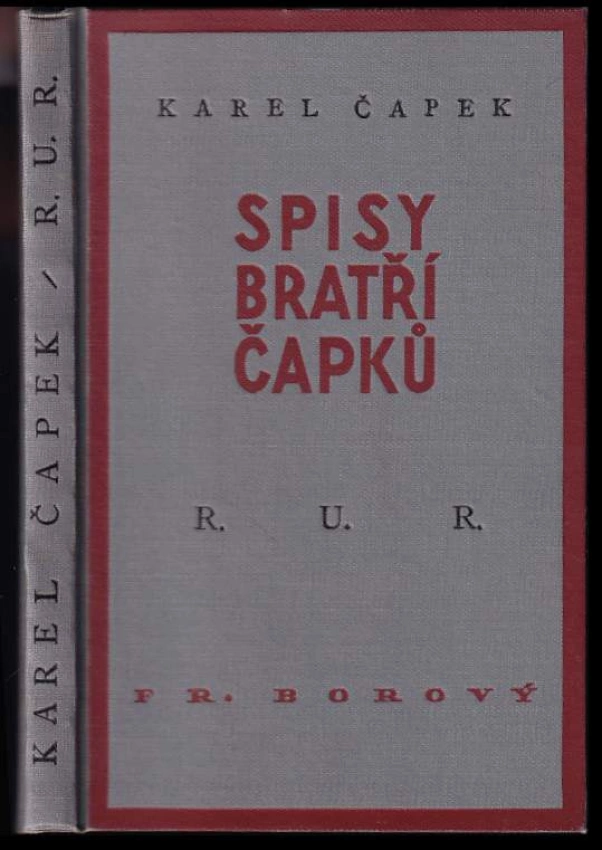 KAREL ČAPEK / R. U. R.
KAREL ČAPEK
SPISY
BRATŘÍ
ČAPKŮ
R. U. R.
FR. BOROVÝ